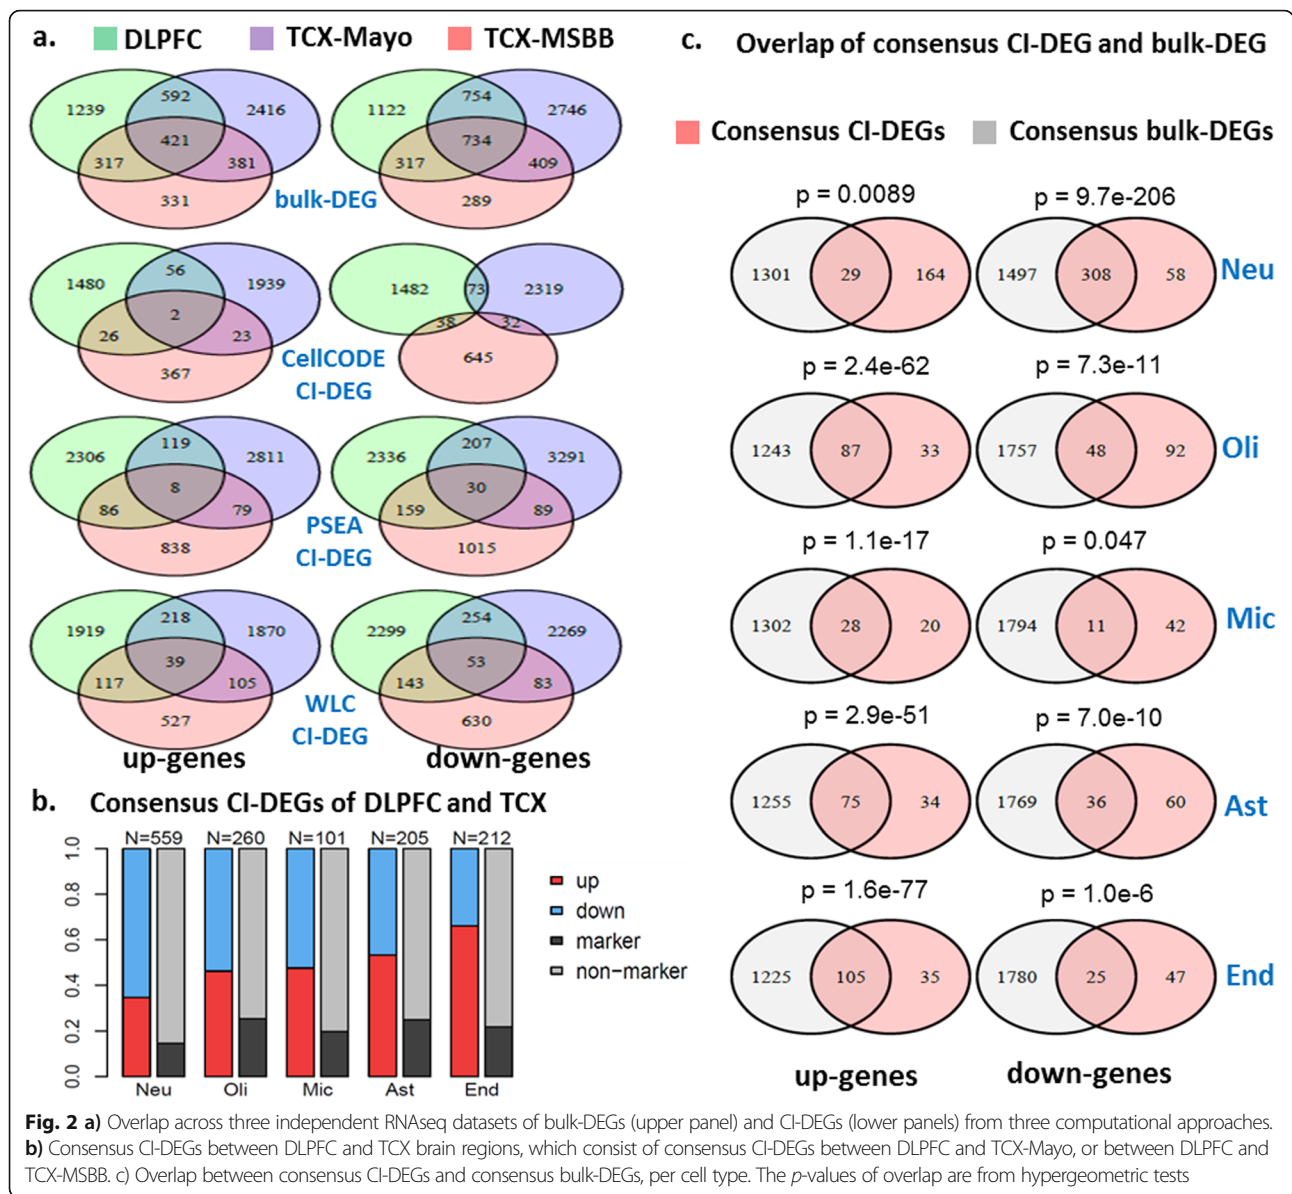 a. DLPFC TCX-Mayo TCX-MSBB
1239 592 2416
421
317 381
331
1122 754 2746
734
317 409
289
bulk-DEG
1480 56 1939
2
26 23
367
1482 73 2319
38 32
645
CellCODE
CI-DEG
2306 119 2811
8
86 79
838
2336 207 3291
30
159 89
1015
PSEA
CI-DEG
1919 218 1870
39
117 105
527
2299 254 2269
53
143 83
630
WLC
CI-DEG
up-genes down-genes
b. Consensus CI-DEGs of DLPFC and TCX
N=559 N=260 N=101 N=205 N=212
1.0
0.8
0.6
0.4
0.2
0.0
Neu Oli Mic Ast End
up
down
marker
non-marker
c. Overlap of consensus CI-DEG and bulk-DEG
Consensus CI-DEGs Consensus bulk-DEGs
p = 0.0089 p = 9.7e-206
1301 29 164 1497 308 58 Neu
p = 2.4e-62 p = 7.3e-11
1243 87 33 1757 48 92 Oli
p = 1.1e-17 p = 0.047
1302 28 20 1794 11 42 Mic
p = 2.9e-51 p = 7.0e-10
1255 75 34 1769 36 60 Ast
p = 1.6e-77 p = 1.0e-6
1225 105 35 1780 25 47 End
up-genes down-genes
Fig. 2 a) Overlap across three independent RNAseq datasets of bulk-DEGs (upper panel) and CI-DEGs (lower panels) from three computational approaches.
b) Consensus CI-DEGs between DLPFC and TCX brain regions, which consist of consensus CI-DEGs between DLPFC and TCX-Mayo, or between DLPFC and
TCX-MSBB. c) Overlap between consensus CI-DEGs and consensus bulk-DEGs, per cell type. The p-values of overlap are from hypergeometric tests